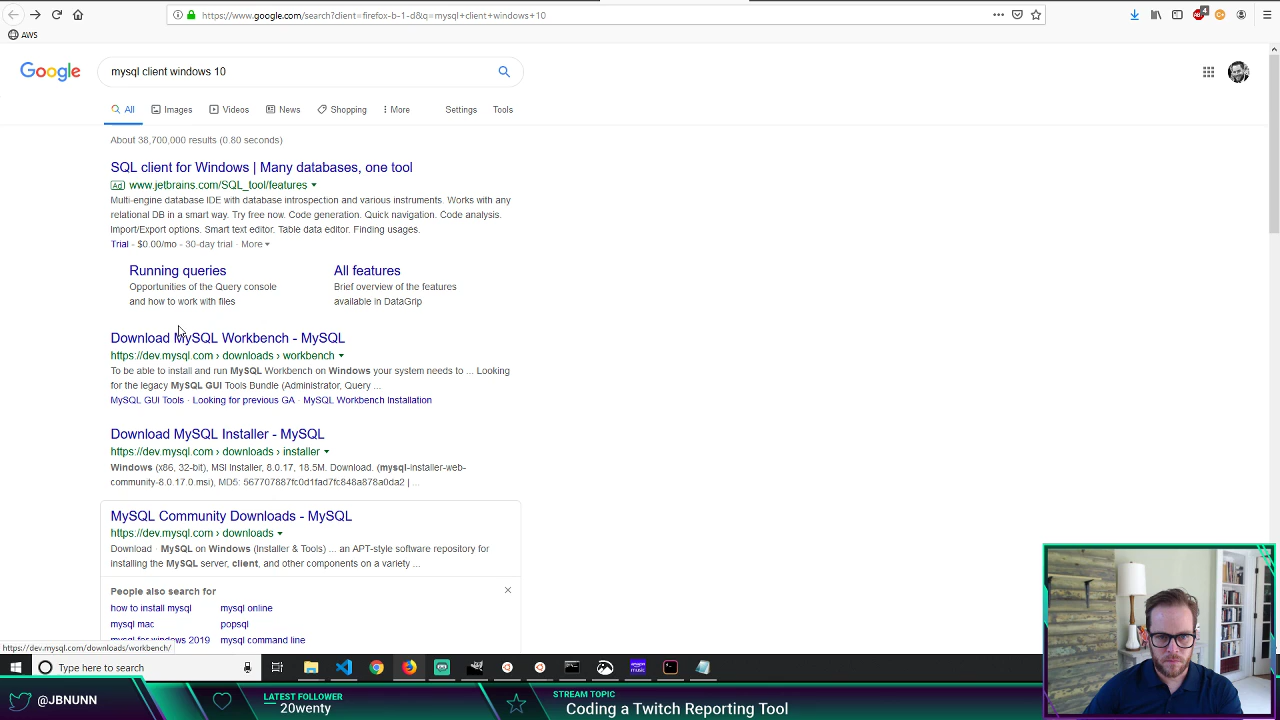 https://www.google.com/search?client=firefox-b-1-d&q=mysql+client+windows+10
4
AWS
Google
mysql client windows 10
All
Images
Videos
News
Shopping
More
Settings
Tools
About 38,700,000 results (0.80 seconds)
SQL client for Windows | Many databases, one tool
Ad www.jetbrains.com/SQL_tool/features
Multi-engine database IDE with database introspection and various instruments. Works with any
relational DB in a smart way. Try free now. Code generation. Quick navigation. Code analysis.
Import/Export options. Smart text editor. Table data editor. Finding usages.
Trial - $0.00/mo - 30-day trial · More
Running queries
Opportunities of the Query console
and how to work with files
All features
Brief overview of the features
available in DataGrip
Download MySQL Workbench - MySQL
https://dev.mysql.com › downloads › workbench
To be able to install and run MySQL Workbench on Windows your system needs to ... Looking
for the legacy MySQL GUI Tools Bundle (Administrator, Query ...
MySQL GUI Tools · Looking for previous GA · MySQL Workbench Installation
Download MySQL Installer - MySQL
https://dev.mysql.com › downloads › installer
Windows (x86, 32-bit), MSI Installer, 8.0.17, 18.5M. Download. (mysql-installer-web-
community-8.0.17.0 msi), MD5: 567707887fc0d1fad7fc848a878a0da2 | ...
MySQL Community Downloads - MySQL
https://dev.mysql.com › downloads
Download · MySQL on Windows (Installer & Tools) ... an APT-style software repository for
installing the MySQL server, client, and other components on a variety ...
People also search for
how to install mysql
mysql online
mysql mac
popsql
mysql for windows 2019
mysql command line
https://dev.mysql.com/downloads/workbench/
Type here to search
@JBNUNN
LATEST FOLLOWER
20wenty
STREAM TOPIC
Coding a Twitch Reporting Tool